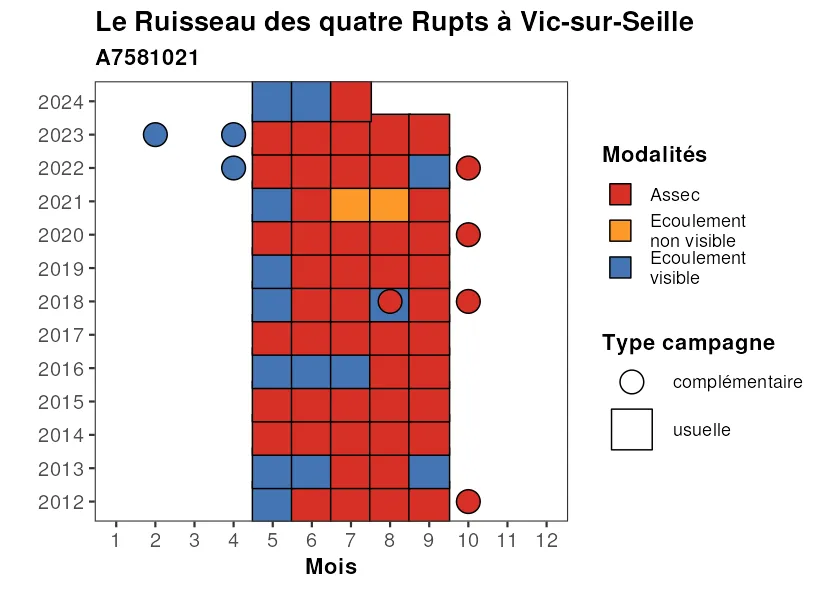 Le Ruisseau des quatre Rupts à Vic-sur-Seille
A7581021
2024
2023
2022
2021
2020
2019
2018
2017
2016
2015
2014
2013
2012
1 2 3 4 5 6 7 8 9 10 11 12
Mois
Modalités
Assec
Ecoulement
non visible
Ecoulement
visible
Type campagne
complémentaire
usuelle